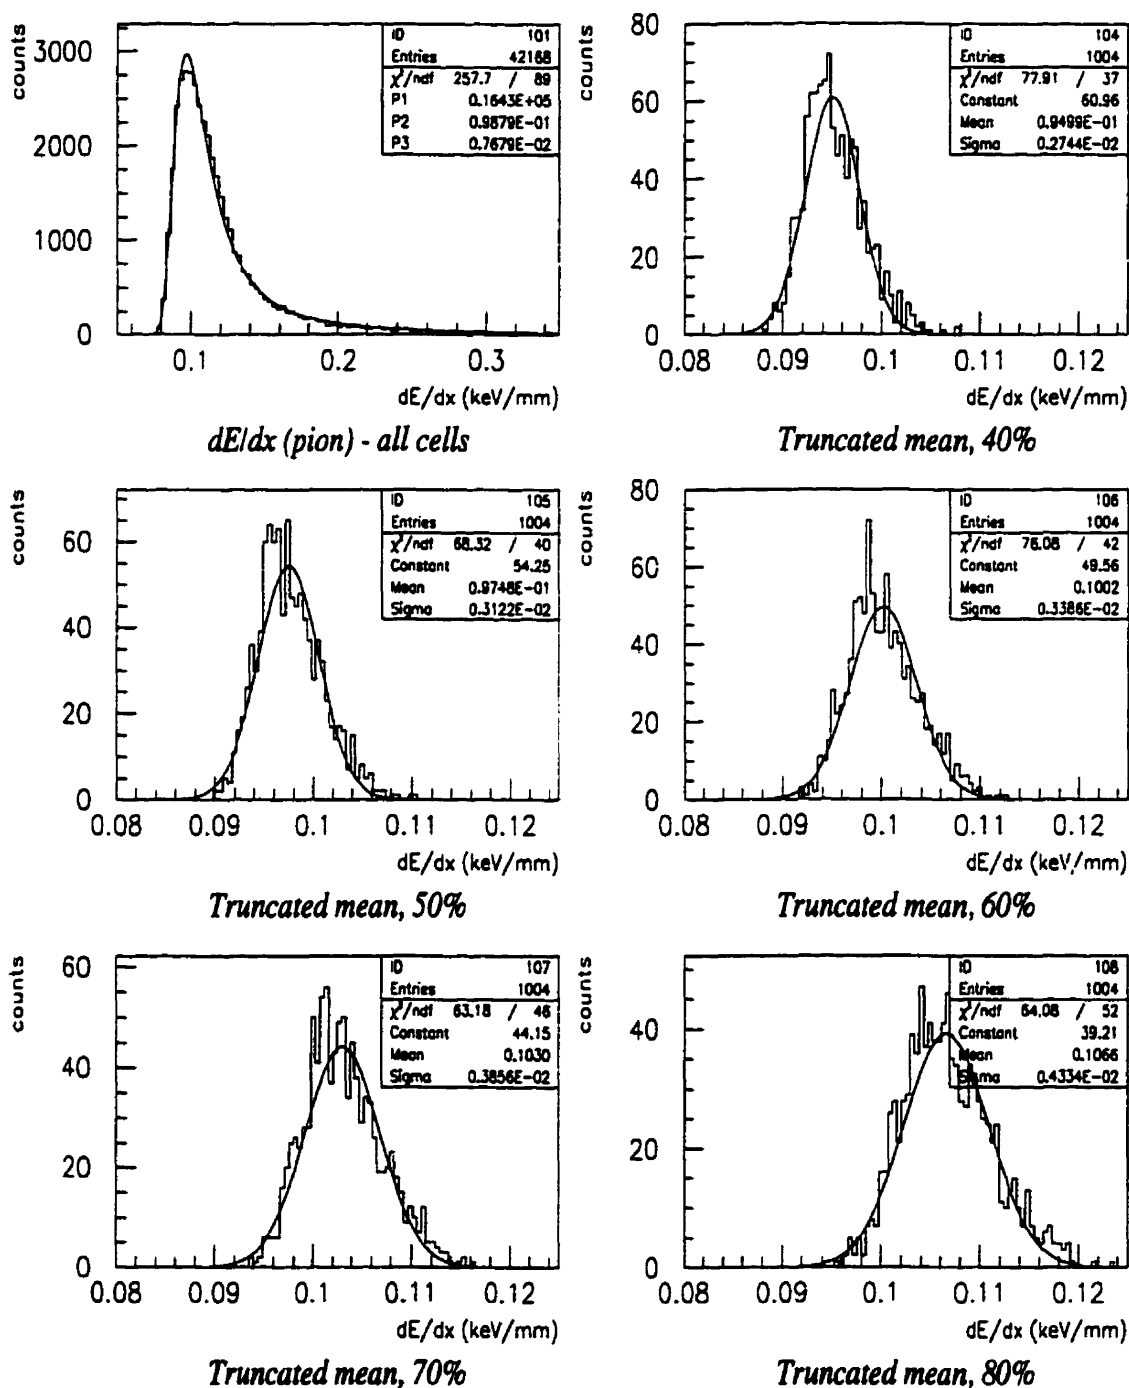 counts
3000
2000
1000
0
0.1 0.2 0.3
dE/dx (keV/mm)
ID 101
Entries 42168
χ²/ndf 257.7 / 89
P1 0.1643E+05
P2 0.9879E-01
P3 0.7679E-02
dE/dx (pion) - all cells
counts
80
60
40
20
0
0.08 0.09 0.1 0.11 0.12
dE/dx (keV/mm)
ID 104
Entries 1004
χ²/ndf 77.91 / 37
Constant 60.96
Mean 0.9499E-01
Sigma 0.2744E-02
Truncated mean, 40%
counts
60
40
20
0
0.08 0.09 0.1 0.11 0.12
dE/dx (keV/mm)
ID 105
Entries 1004
χ²/ndf 68.32 / 40
Constant 54.25
Mean 0.9748E-01
Sigma 0.3122E-02
Truncated mean, 50%
counts
80
60
40
20
0
0.08 0.09 0.1 0.11 0.12
dE/dx (keV/mm)
ID 106
Entries 1004
χ²/ndf 76.08 / 42
Constant 49.56
Mean 0.1002
Sigma 0.3386E-02
Truncated mean, 60%
counts
60
40
20
0
0.08 0.09 0.1 0.11 0.12
dE/dx (keV/mm)
ID 107
Entries 1004
χ²/ndf 63.18 / 46
Constant 44.15
Mean 0.1030
Sigma 0.3856E-02
Truncated mean, 70%
counts
40
20
0
0.08 0.09 0.1 0.11 0.12
dE/dx (keV/mm)
ID 108
Entries 1004
χ²/ndf 64.08 / 52
Constant 39.21
Mean 0.1066
Sigma 0.4334E-02
Truncated mean, 80%